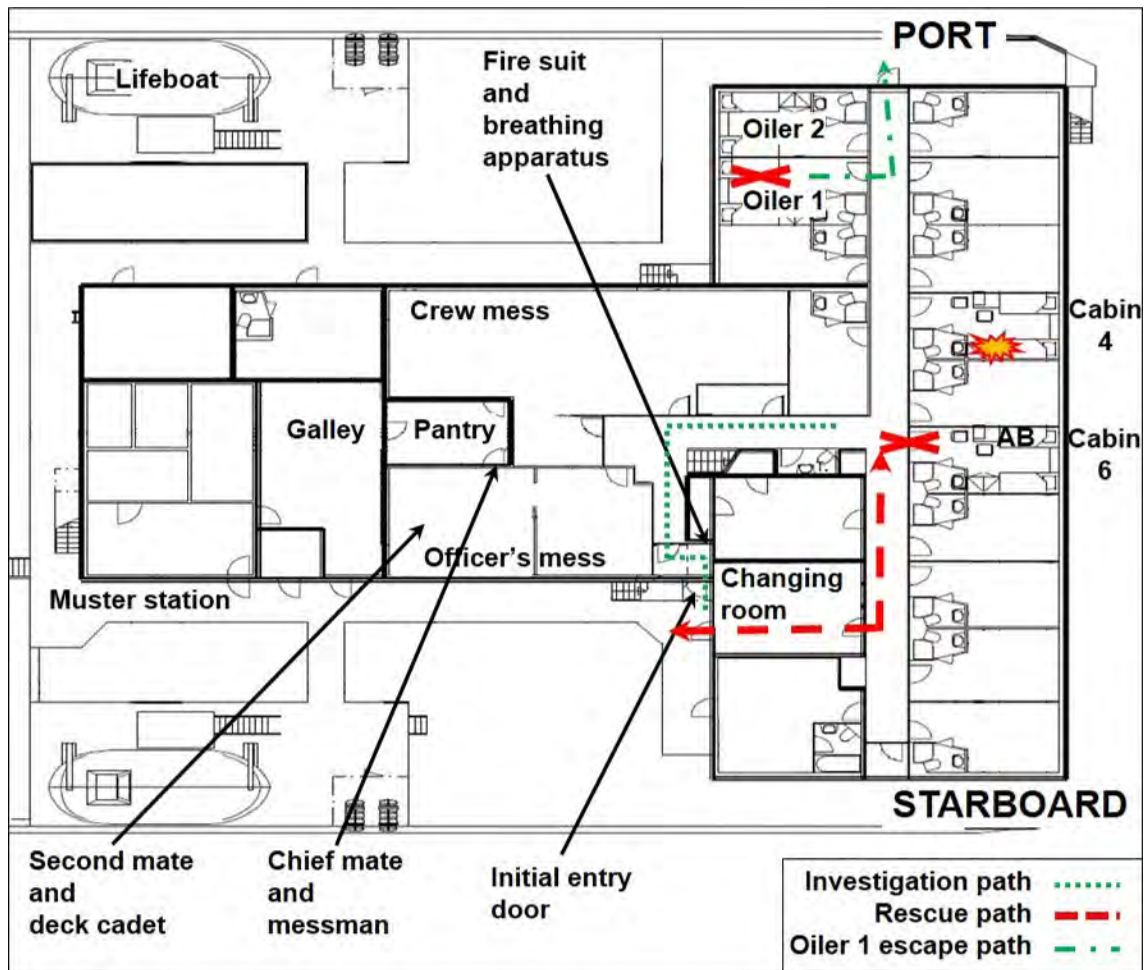 PORT
Lifeboat
Fire suit
and
breathing
apparatus
Oiler 2
Oiler 1
Crew mess
Cabin
4
Galley
Pantry
AB
Cabin
6
Officer's mess
Changing
room
Muster station
STARBOARD
Second mate
and
deck cadet
Chief mate
and
messman
Initial entry
door
Investigation path
Rescue path
Oiler 1 escape path